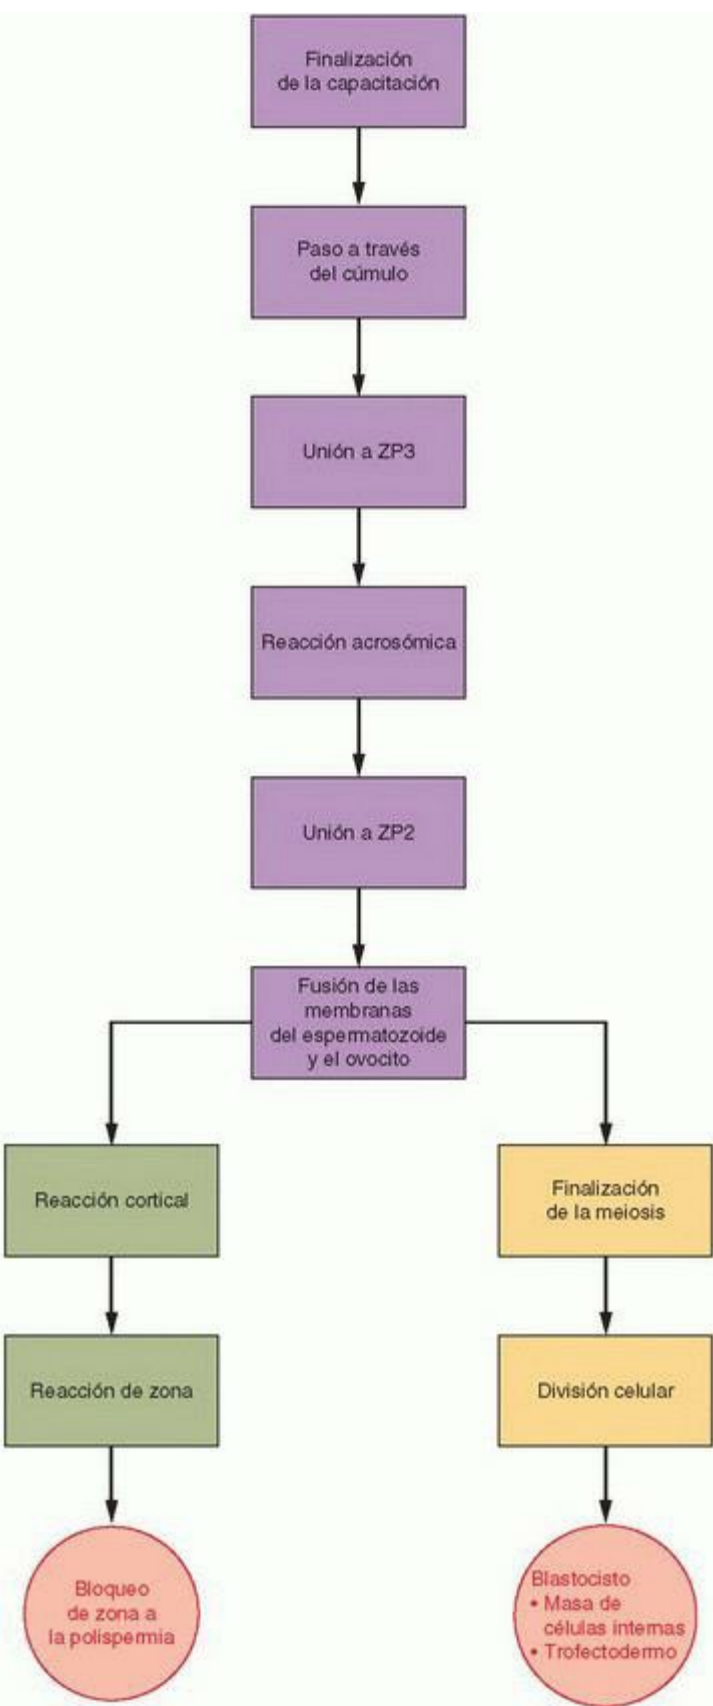 Finalización
de la capacitación
Paso a través
del cúmulo
Unión a ZP3
Reacción acrosómica
Unión a ZP2
Fusión de las
membranas
del espermatozoide
y el ovocito
Reacción cortical
Reacción de zona
Bloqueo
de zona a
la polispermia
Finalización
de la meiosis
División celular
Blastocisto
• Masa de
células internas
• Trofectodermo